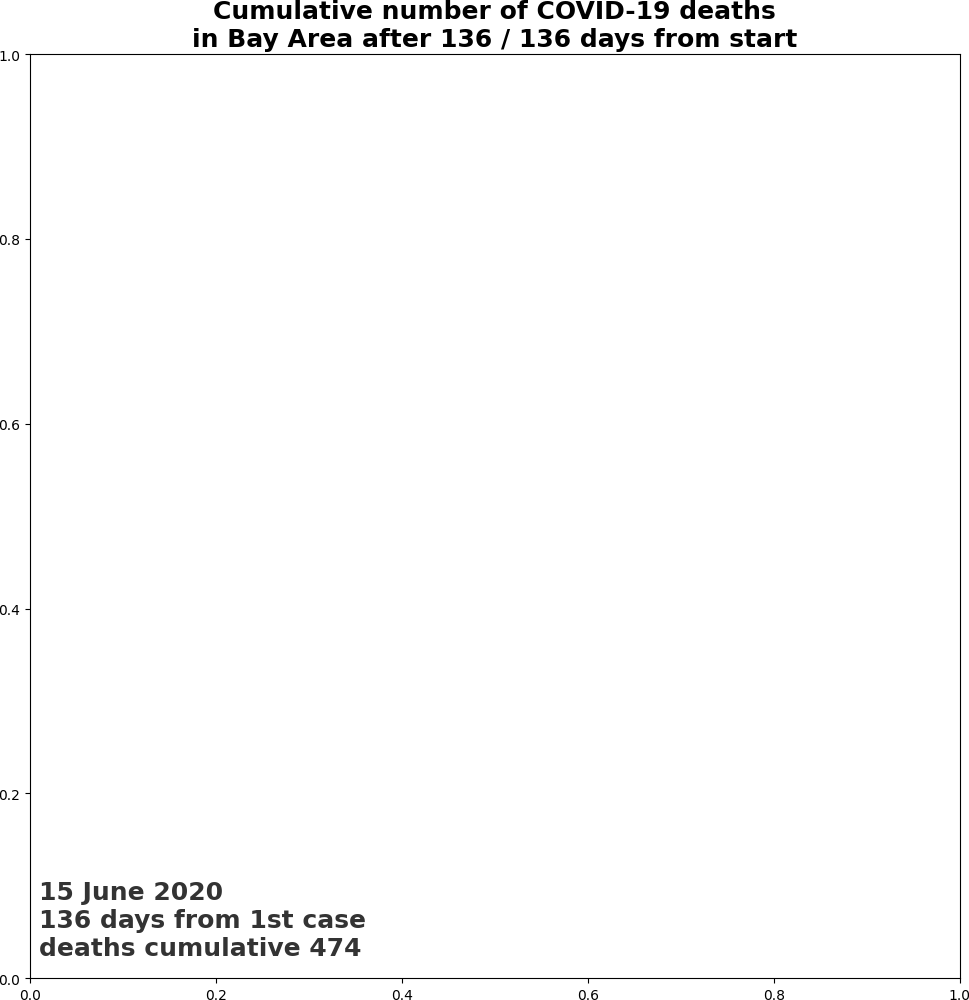 Cumulative number of COVID-19 deaths
in Bay Area after 136 / 136 days from start
1.0
0.8
0.6
0.4
0.2
0.0
15 June 2020
136 days from 1st case
deaths cumulative 474
0.0 0.2 0.4 0.6 0.8 1.0